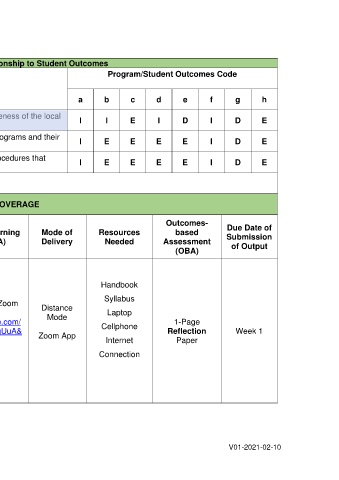 onship to Student Outcomes
Program/Student Outcomes Code
a b c d e f g h
eness of the local I I E I D I D E
ograms and their I E E E E I D E
ocedures that I E E E E I D E
OVERAGE
rning
A)
Mode of
Delivery
Resources
Needed
Outcomes-
based
Assessment
(OBA)
Due Date of
Submission
of Output
Zoom
o.com/
Distance
Mode
Zoom App
Handbook
Syllabus
Laptop
Cellphone
Internet
Connection
1-Page
Reflection
Paper
Week 1
V01-2021-02-10